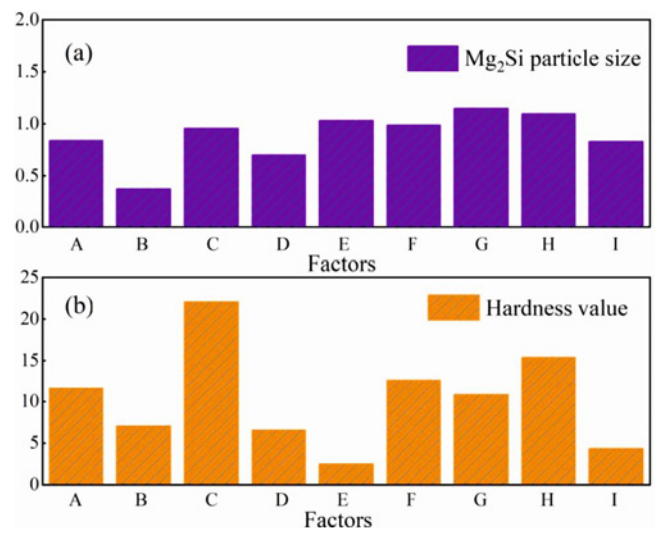 2.0
(a)
Mg₂Si particle size
1.5
1.0
0.5
0.0
A B C D E F G H I
Factors
25
(b)
Hardness value
20
15
10
5
0
A B C D E F G H I
Factors